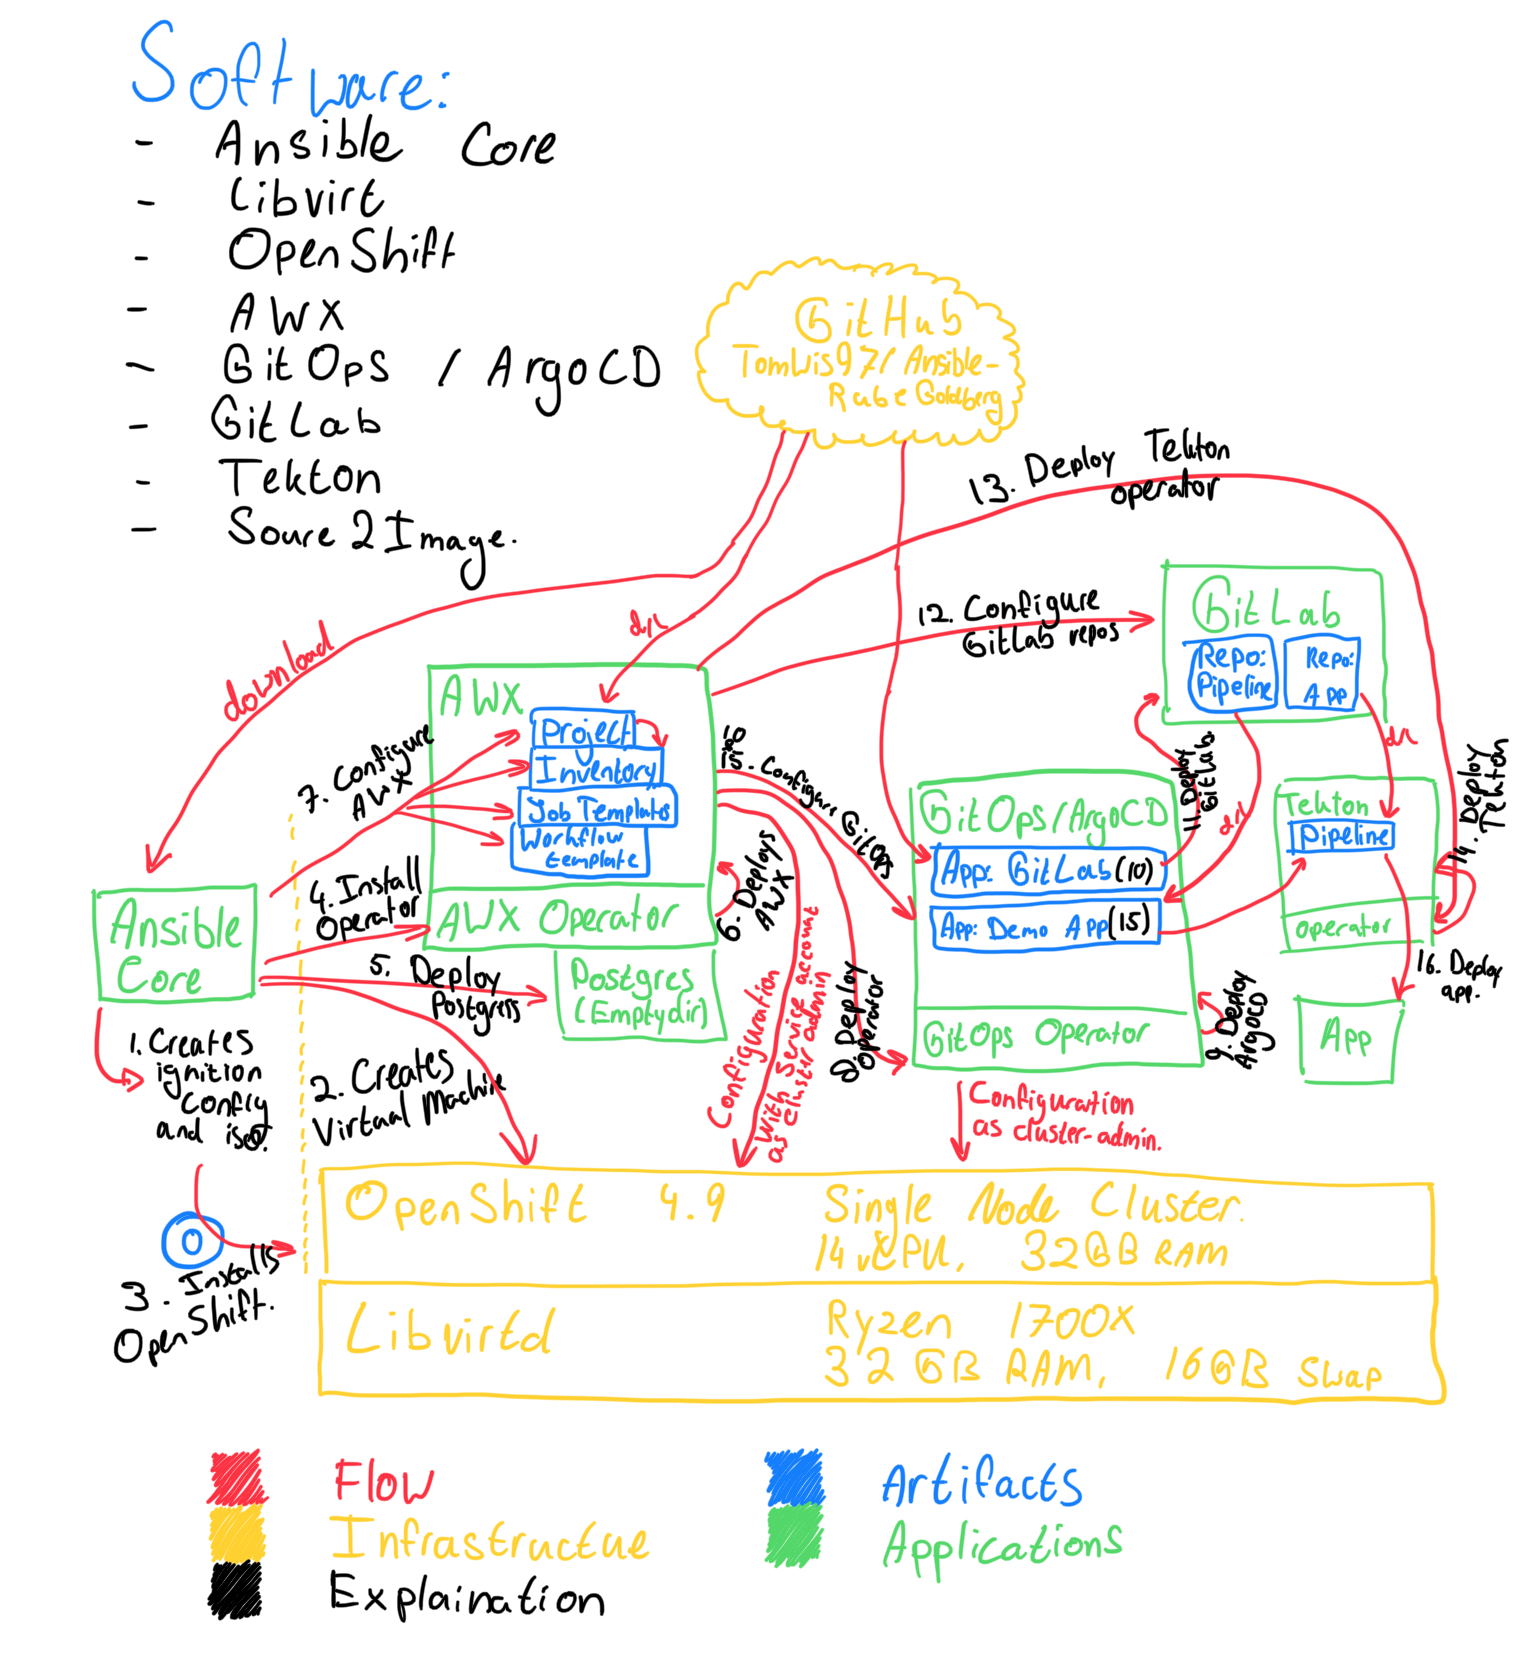 Software:
- Ansible Core
- Libvirt
- OpenShift
- AWX
- GitOps / ArgoCD
- GitLab
- Tekton
- Soure 2 Image.
GitHub
TomWis97/Ansible-
Rube Goldberg
13. Deploy Tekton
operator
12. Configure
GitLab repos
GitLab
Repo:
Pipeline
Repo:
App
download
d/l
AWX
Project
Inventory
Job Templates
Workflow
template
AWX Operator
7. Configure
AWX
4. Install
Operator
5. Deploy
Postgress
6. Deploys
AWX
Postgres
(Emptydir)
Ansible
Core
1. Creates
ignition
config
and iso.
2. Creates
Virtual Machine
3. Installs
OpenShift.
15. Configure GitOps
8. Deploy
Operator
Configuration
with Service account
as cluster admin
GitOps/ArgoCD
App: GitLab (10)
App: Demo App (15)
GitOps Operator
11. Deploy
GitLab.
d/l
9. Deploy
ArgoCD
Configuration
as cluster-admin.
d/l
Tekton
Pipeline
operator
14. Deploy
Tekton
16. Deploy
app.
App
OpenShift 4.9 Single Node Cluster.
14 vCPU, 32GB RAM
Libvirtd Ryzen 1700X
32 GB RAM, 16GB swap
Flow
Infrastructue
Explaination
Artifacts
Applications